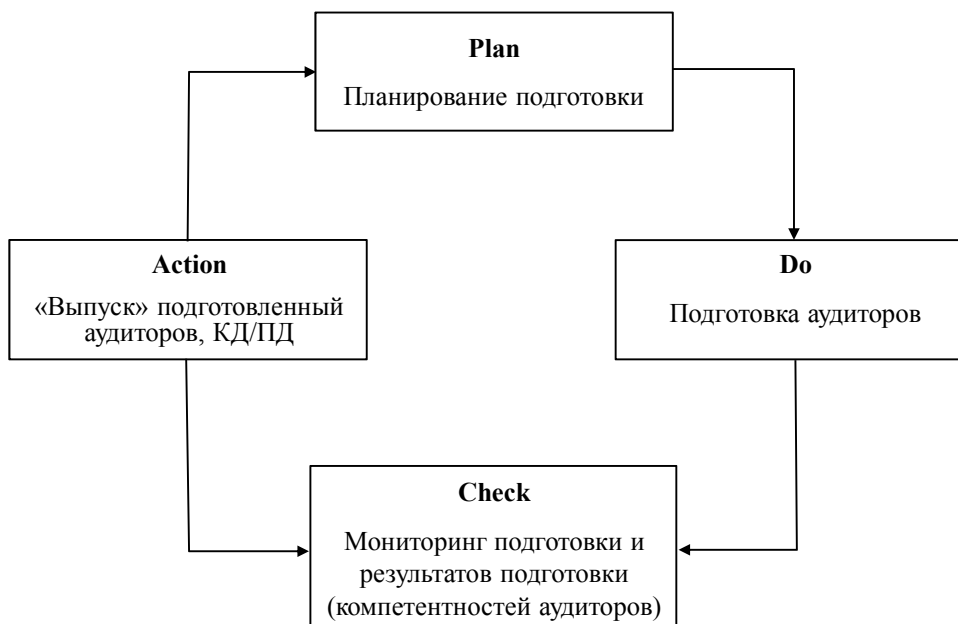 Plan
Планирование подготовки
Action
«Выпуск» подготовленный
аудиторов, КД/ПД
Do
Подготовка аудиторов
Check
Мониторинг подготовки и
результатов подготовки
(компетентностей аудиторов)